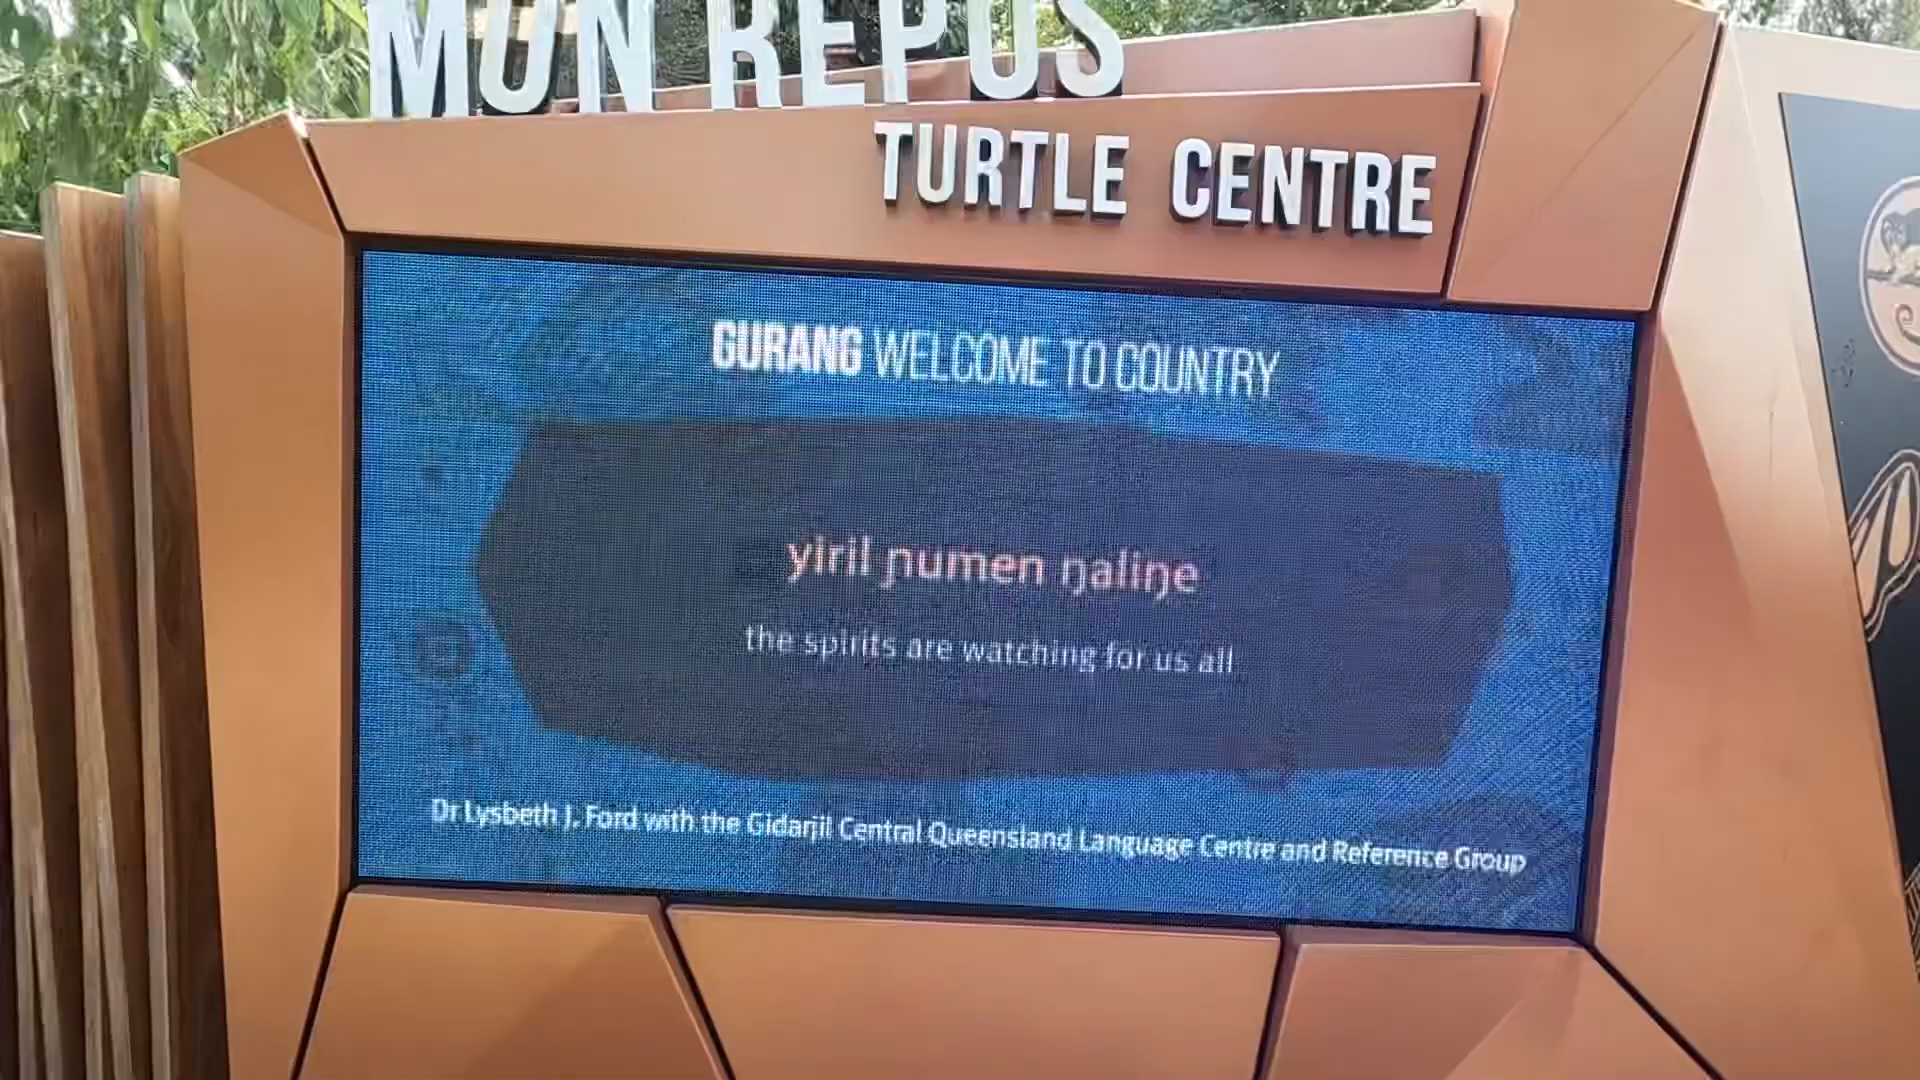 MON REPOS
TURTLE CENTRE
GURANG WELCOME TO COUNTRY
yiril ɲumen ŋaliŋe
the spirits are watching for us all
Dr Lysbeth J. Ford with the Gidarjil Central Queensland Language Centre and Reference Group